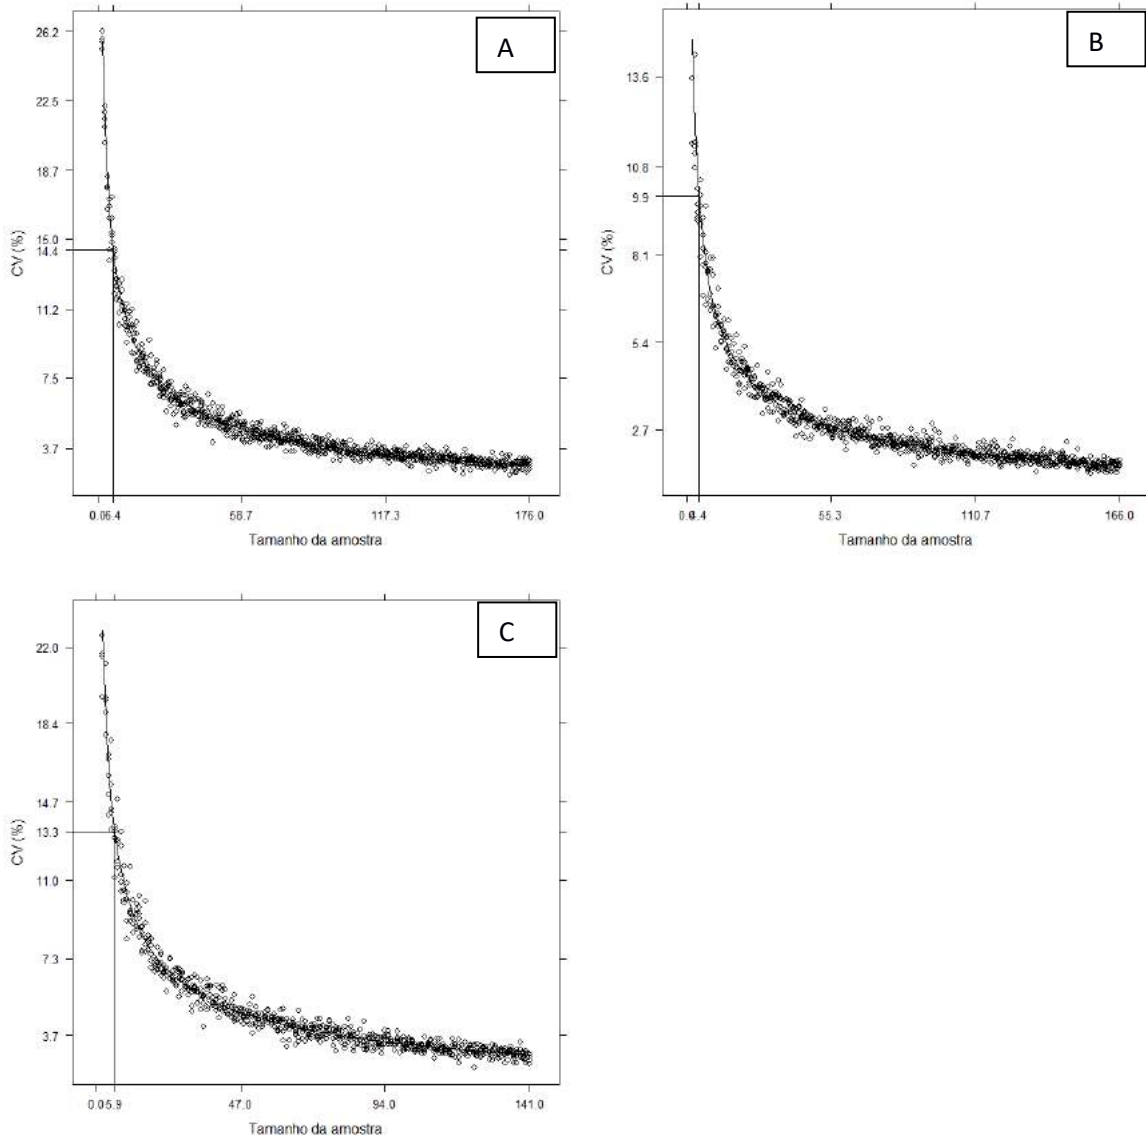 A
26.2
22.5
18.7
15.0
14.4
11.2
7.5
3.7
CV (%)
0.0 6.4 58.7 117.3 176.0
Tamanho da amostra
B
13.6
10.8
9.9
8.1
5.4
2.7
CV (%)
55.3 110.7 166.0
Tamanho da amostra
C
22.0
18.4
14.7
13.3
11.0
7.3
3.7
CV (%)
0.0 5.9 47.0 94.0 141.0
Tamanho da amostra